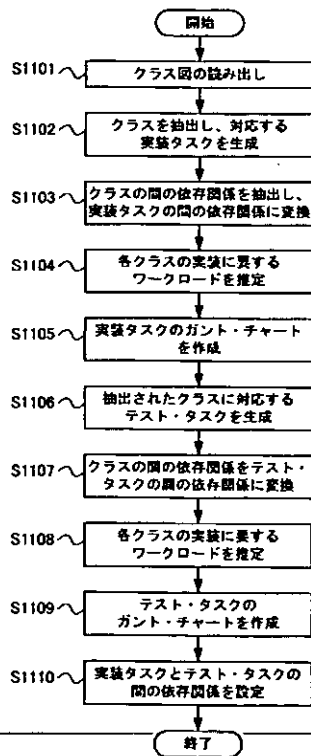 開始
S1101
クラス図の読み出し
S1102
クラスを抽出し、対応する
実装タスクを生成
S1103
クラスの間の依存関係を抽出し、
実装タスクの間の依存関係に変換
S1104
各クラスの実装に要する
ワークロードを推定
S1105
実装タスクのガント・チャート
を作成
S1106
抽出されたクラスに対応する
テスト・タスクを生成
S1107
クラスの間の依存関係をテスト・
タスクの間の依存関係に変換
S1108
各クラスの実装に要する
ワークロードを推定
S1109
テスト・タスクの
ガント・チャートを作成
S1110
実装タスクとテスト・タスクの
間の依存関係を設定
終了